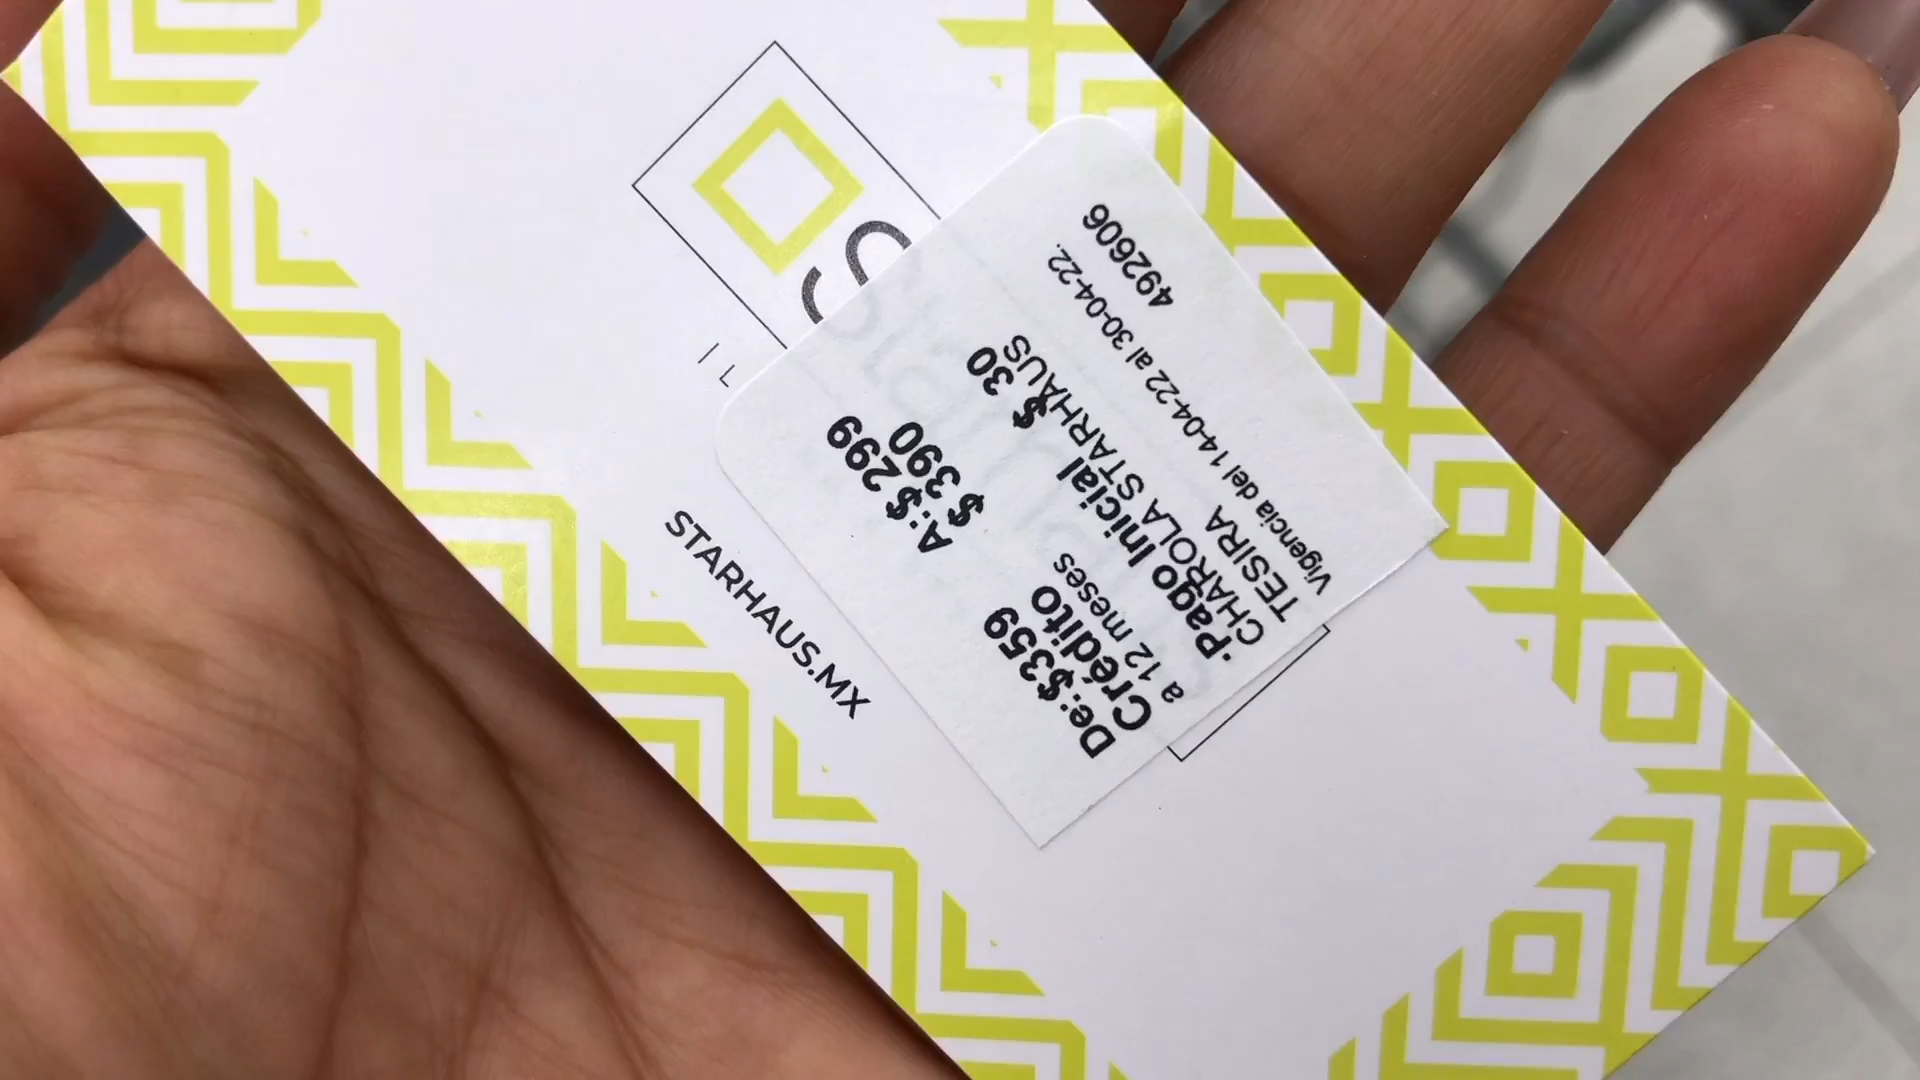 S
I L
STARHAUS.MX
De:$359 A:$299
Crédito $ 390
a 12 meses
·Pago Inicial $ 30
CHAROLA STARHAUS
TESIRA
Vigencia del 14-04-22 al 30-04-22.
492606